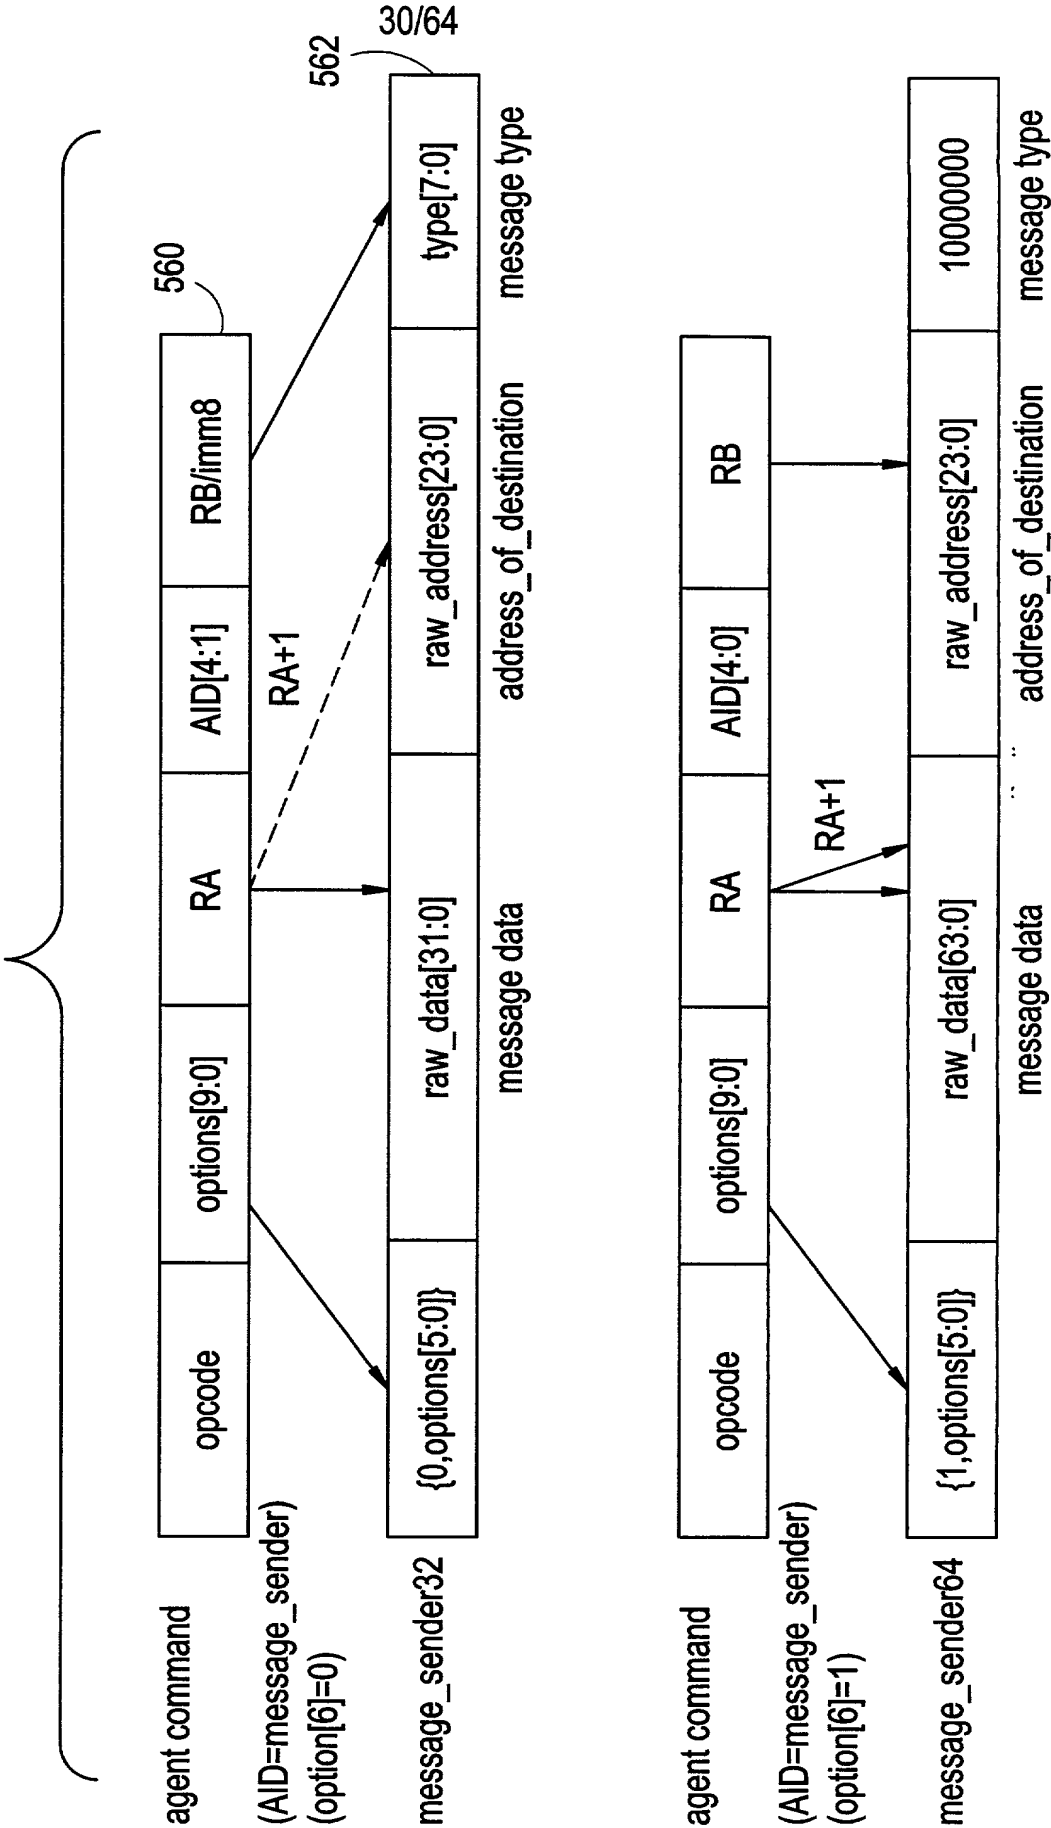 30/64
562
560
agent command
opcode
options[9:0]
RA
AID[4:1]
RB/imm8
(AID=message_sender)
(option[6]=0)
RA+1
message_sender32
{0,options[5:0]}
raw_data[31:0]
raw_address[23:0]
type[7:0]
message data
address_of_destination
message type
agent command
opcode
options[9:0]
RA
AID[4:0]
RB
(AID=message_sender)
(option[6]=1)
RA+1
message_sender64
{1,options[5:0]}
raw_data[63:0]
raw_address[23:0]
10000000
message data
address_of_destination
message type